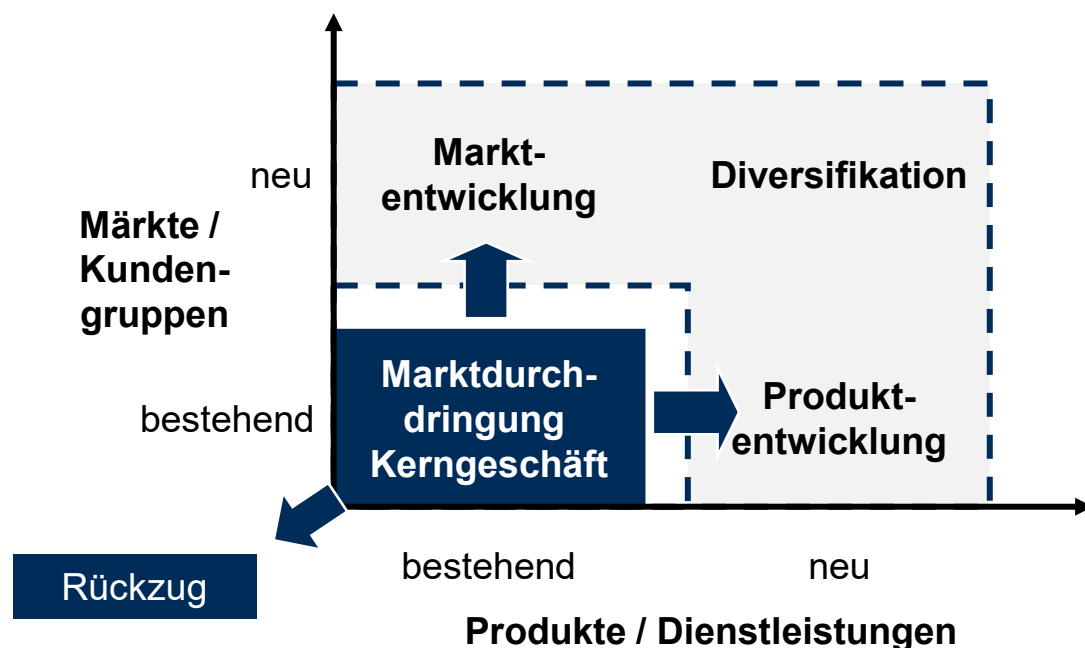 neu
Märkte /
Kunden-
gruppen
bestehend
Markt-
entwicklung
Diversifikation
Marktdurch-
dringung
Kerngeschäft
Produkt-
entwicklung
Rückzug
bestehend
neu
Produkte / Dienstleistungen